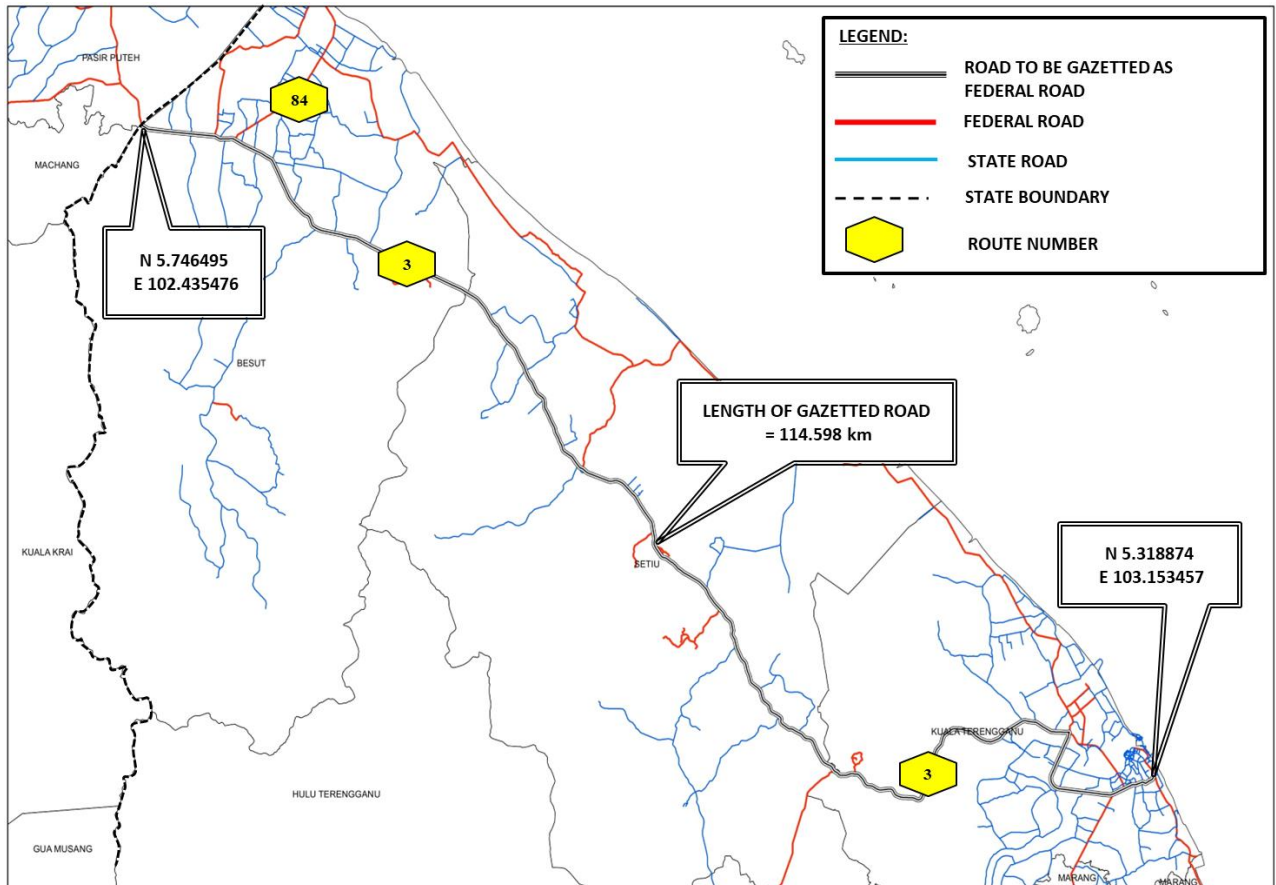 LEGEND:
ROAD TO BE GAZETTED AS
FEDERAL ROAD
FEDERAL ROAD
STATE ROAD
STATE BOUNDARY
ROUTE NUMBER
PASIR PUTEH
84
MACHANG
N 5.746495
E 102.435476
3
BESUT
LENGTH OF GAZETTED ROAD
= 114.598 km
KUALA KRAI
SETIU
N 5.318874
E 103.153457
KUALA TERENGGANU
3
HULU TERENGGANU
GUA MUSANG
MARANG
MARANG